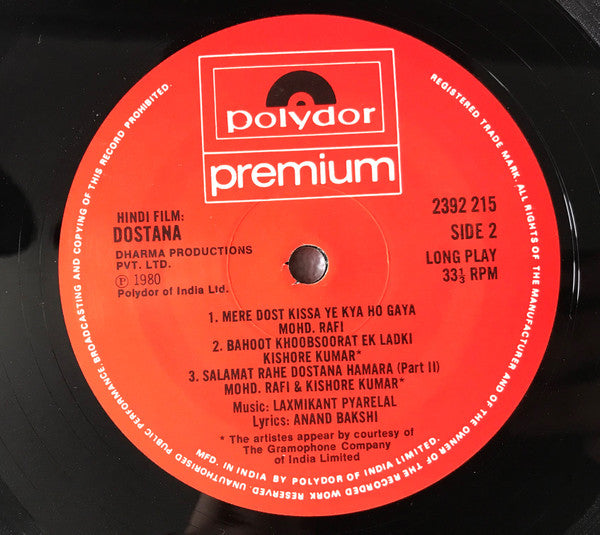 polydor
premium
HINDI FILM:
DOSTANA
DHARMA PRODUCTIONS
PVT. LTD.
Ⓟ 1980
Polydor of India Ltd.
2392 215
SIDE 2
LONG PLAY
33⅓ RPM
1. MERE DOST KISSA YE KYA HO GAYA
MOHD. RAFI
2. BAHOOT KHOOBSOORAT EK LADKI
KISHORE KUMAR*
3. SALAMAT RAHE DOSTANA HAMARA (Part II)
MOHD. RAFI & KISHORE KUMAR*
Music: LAXMIKANT PYARELAL
Lyrics: ANAND BAKSHI
* The artistes appear by courtesy of
The Gramophone Company
of India Limited
MFD. IN INDIA BY POLYDOR OF INDIA LIMITED.
REGISTERED TRADE MARK. ALL RIGHTS OF THE MANUFACTURER AND OF THE OWNER OF THE RECORDED WORK RESERVED. UNAUTHORISED PUBLIC PERFORMANCE BROADCASTING AND COPYING OF THIS RECORD PROHIBITED.